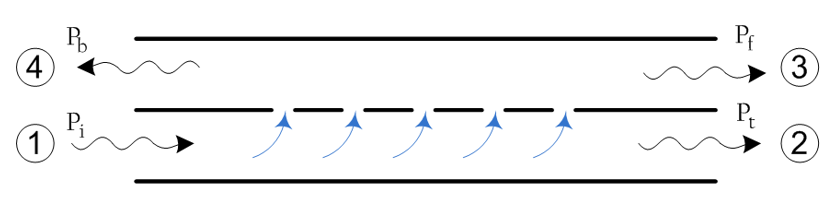 P_b P_f
④ ③
P_i P_t
① ②